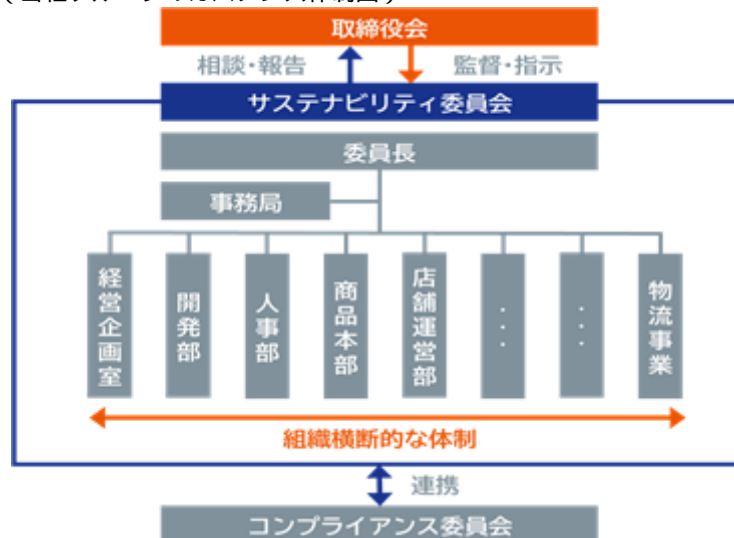 取締役会
相談・報告
監督・指示
サステナビリティ委員会
委員長
事務局
経営企画室
開発部
人事部
商品本部
店舗運営部
・・・
・・・
物流事業
組織横断的な体制
連携
コンプライアンス委員会